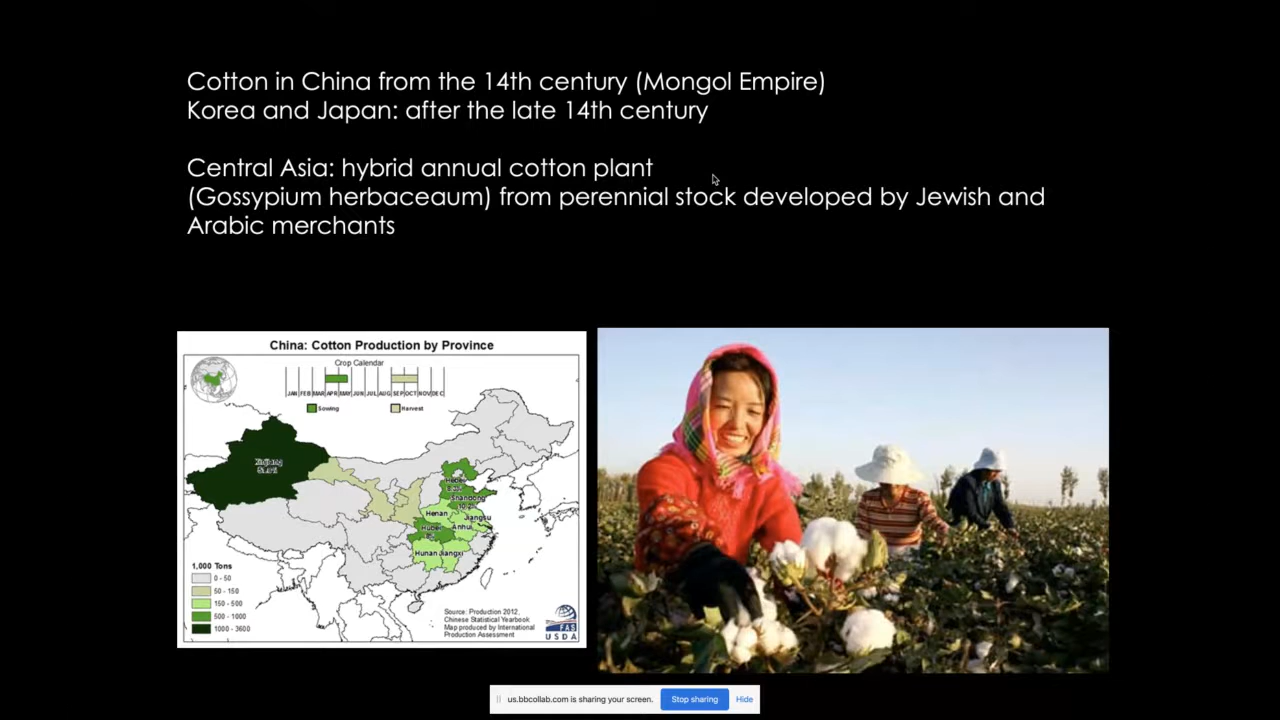 Cotton in China from the 14th century (Mongol Empire)
Korea and Japan: after the late 14th century
Central Asia: hybrid annual cotton plant
(Gossypium herbaceaum) from perennial stock developed by Jewish and
Arabic merchants
China: Cotton Production by Province
Crop Calendar
JAN FEB MAR APR MAY JUN JUL AUG SEP OCT NOV DEC
Sowing Harvest
Xinjiang
Hebei
Shandong
Henan
Jiangsu
Hubei
Anhui
Hunan Jiangxi
1,000 Tons
0 - 50
50 - 150
150 - 500
500 - 1000
1000 - 3600
Source: Production 2012,
Chinese Statistical Yearbook
Map produced by International
Production Assessment
FAS
USDA
us.bbcollab.com is sharing your screen. Stop sharing Hide